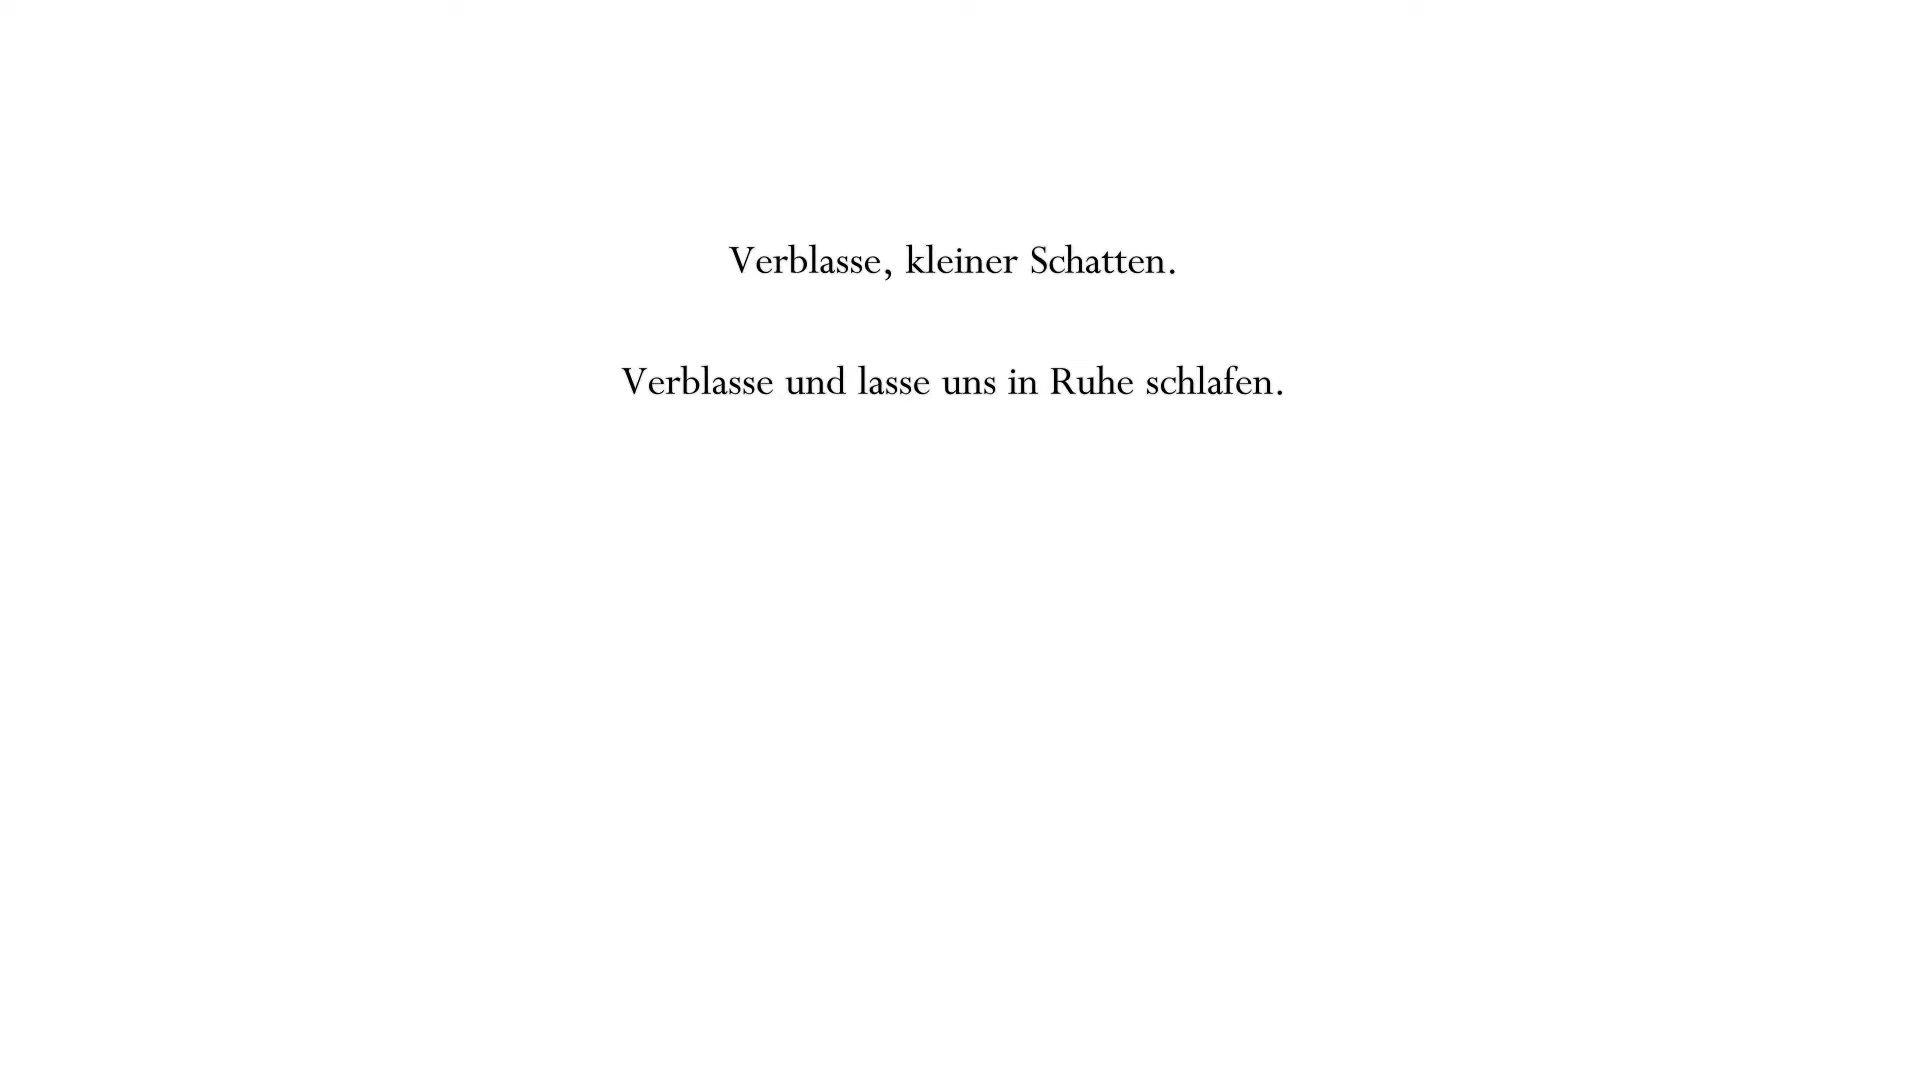 Verblasse, kleiner Schatten.
Verblasse und lasse uns in Ruhe schlafen.